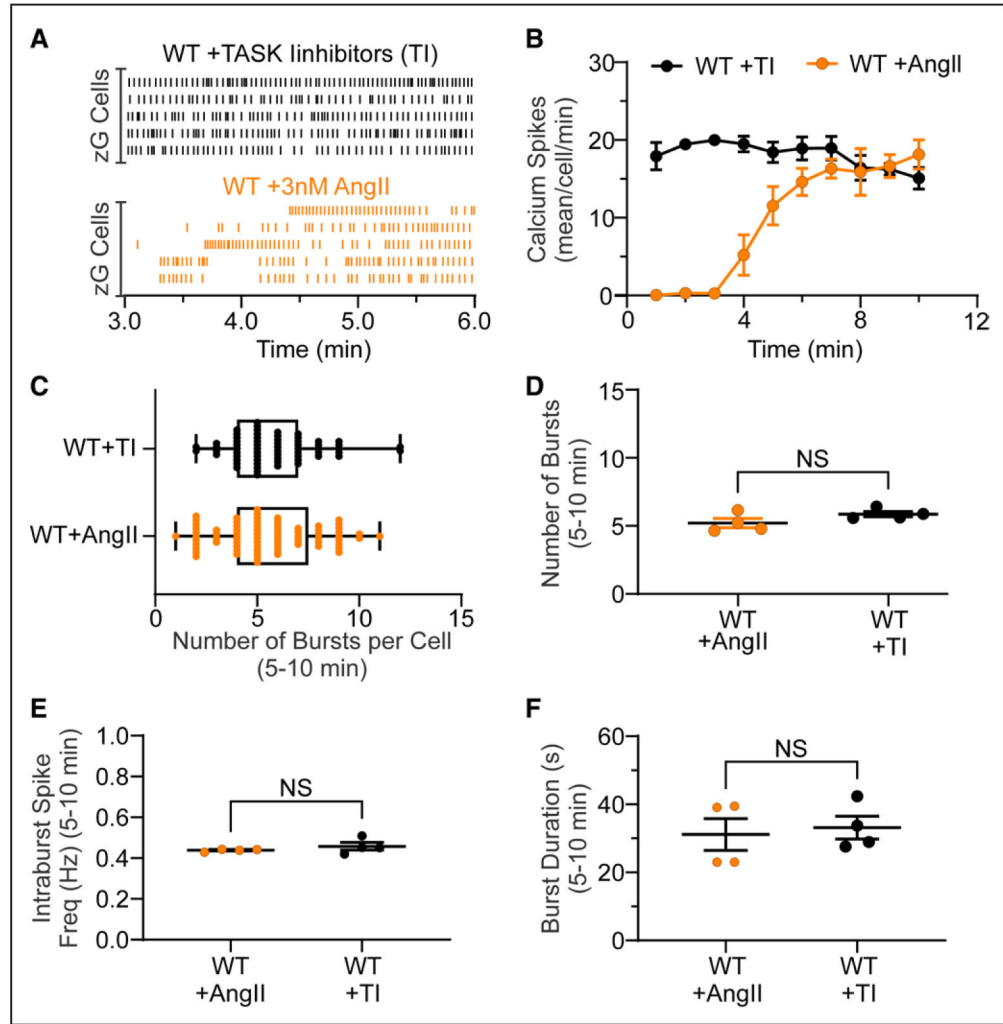 A
WT +TASK Iinhibitors (TI)
zG Cells
WT +3nM AngII
zG Cells
3.0 4.0 5.0 6.0
Time (min)
B
WT +TI WT +AngII
30
20
10
0
Calcium Spikes
(mean/cell/min)
0 4 8 12
Time (min)
C
WT+TI
WT+AngII
0 5 10 15
Number of Bursts per Cell
(5-10 min)
D
15
10
5
0
Number of Bursts
(5-10 min)
NS
WT
+AngII
WT
+TI
E
1.0
0.8
0.6
0.4
0.2
0.0
Intraburst Spike
Freq (Hz) (5-10 min)
NS
WT
+AngII
WT
+TI
F
60
40
20
0
Burst Duration (s)
(5-10 min)
NS
WT
+AngII
WT
+TI